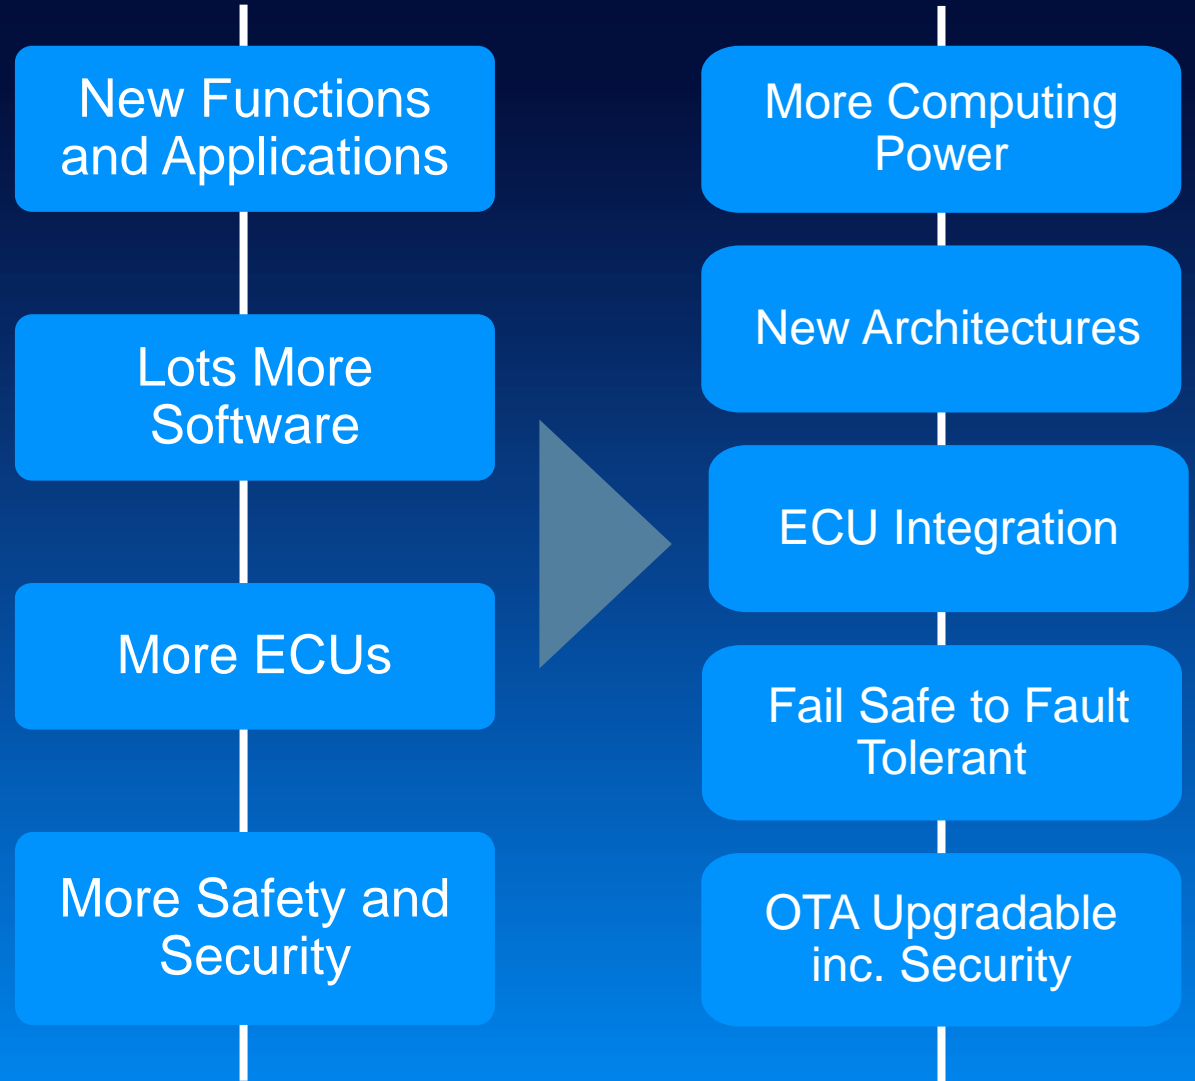 New Functions
and Applications
Lots More
Software
More ECUs
More Safety and
Security
More Computing
Power
New Architectures
ECU Integration
Fail Safe to Fault
Tolerant
OTA Upgradable
inc. Security